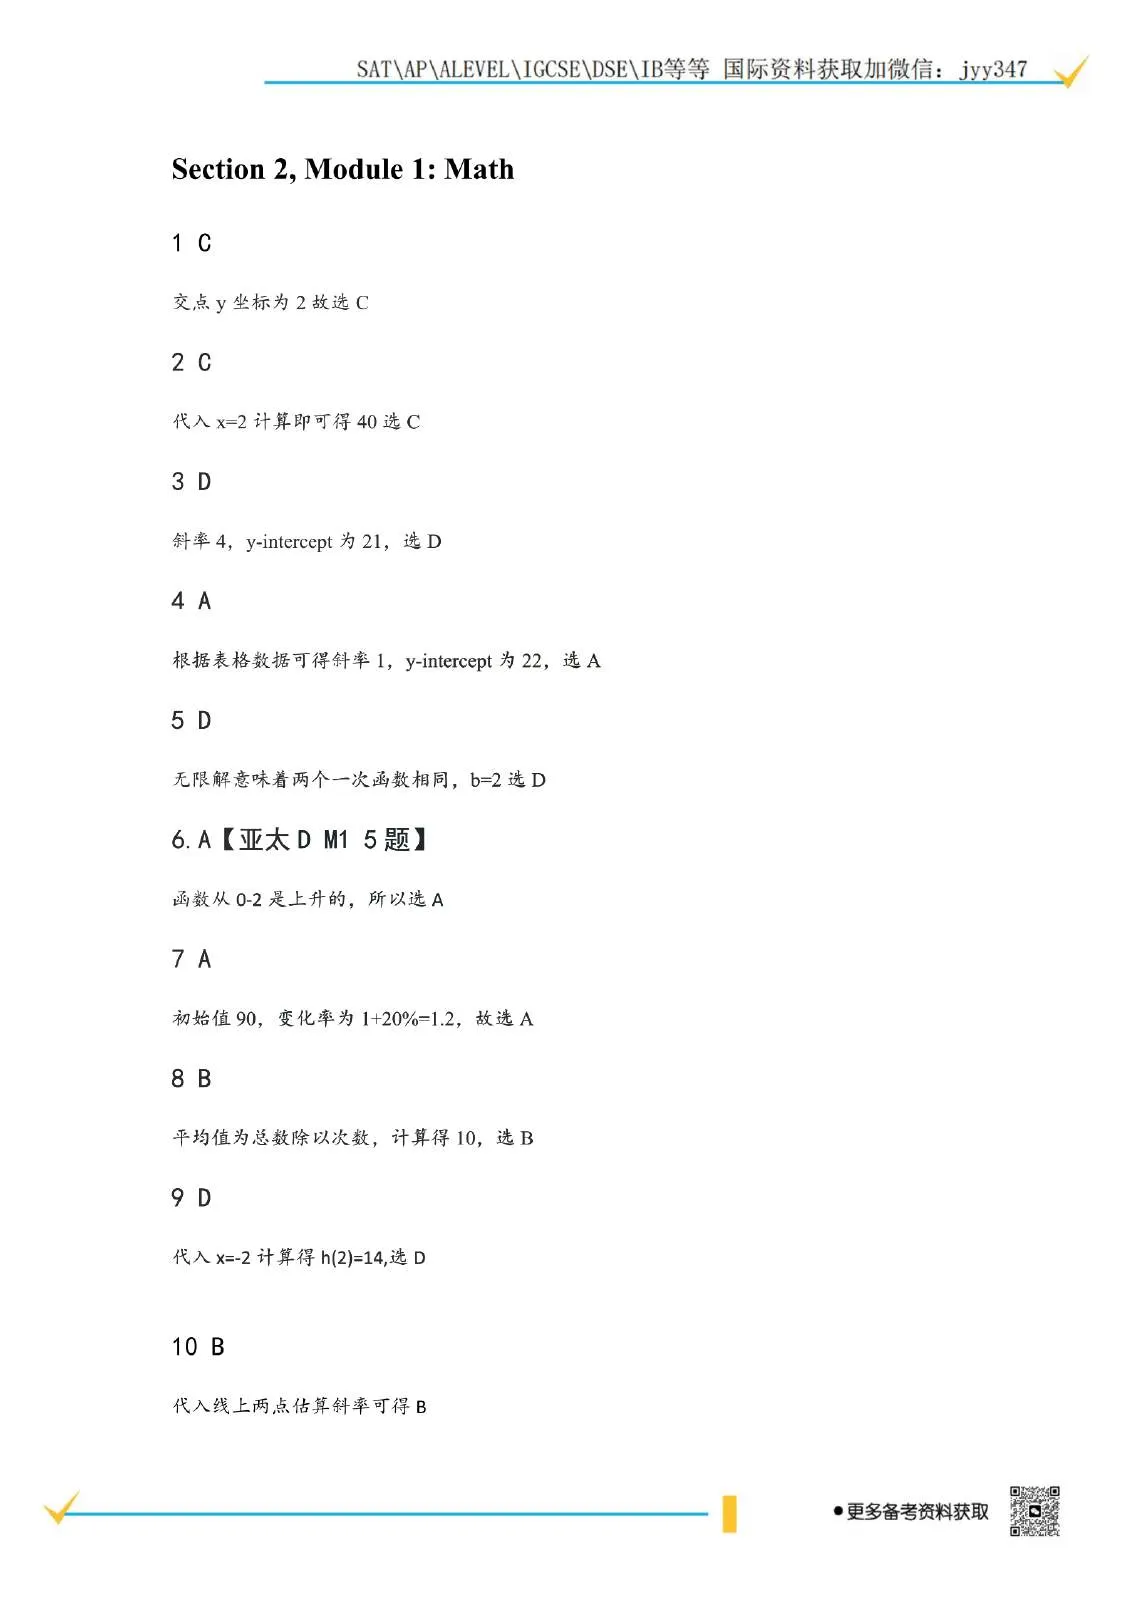 SAT\AP\ALEVEL\IGCSE\DSE\IB等等 国际资料获取加微信：jyy347
Section 2, Module 1: Math
1 C
交点 y 坐标为 2 故选 C
2 C
代入 x=2 计算即可得 40 选 C
3 D
斜率 4，y-intercept 为 21，选 D
4 A
根据表格数据可得斜率 1，y-intercept 为 22，选 A
5 D
无限解意味着两个一次函数相同，b=2 选 D
6.A【亚太 D M1 5 题】
函数从 0-2 是上升的，所以选 A
7 A
初始值 90，变化率为 1+20%=1.2，故选 A
8 B
平均值为总数除以次数，计算得 10，选 B
9 D
代入 x=-2 计算得 h(2)=14,选 D
10 B
代入线上两点估算斜率可得 B
●更多备考资料获取